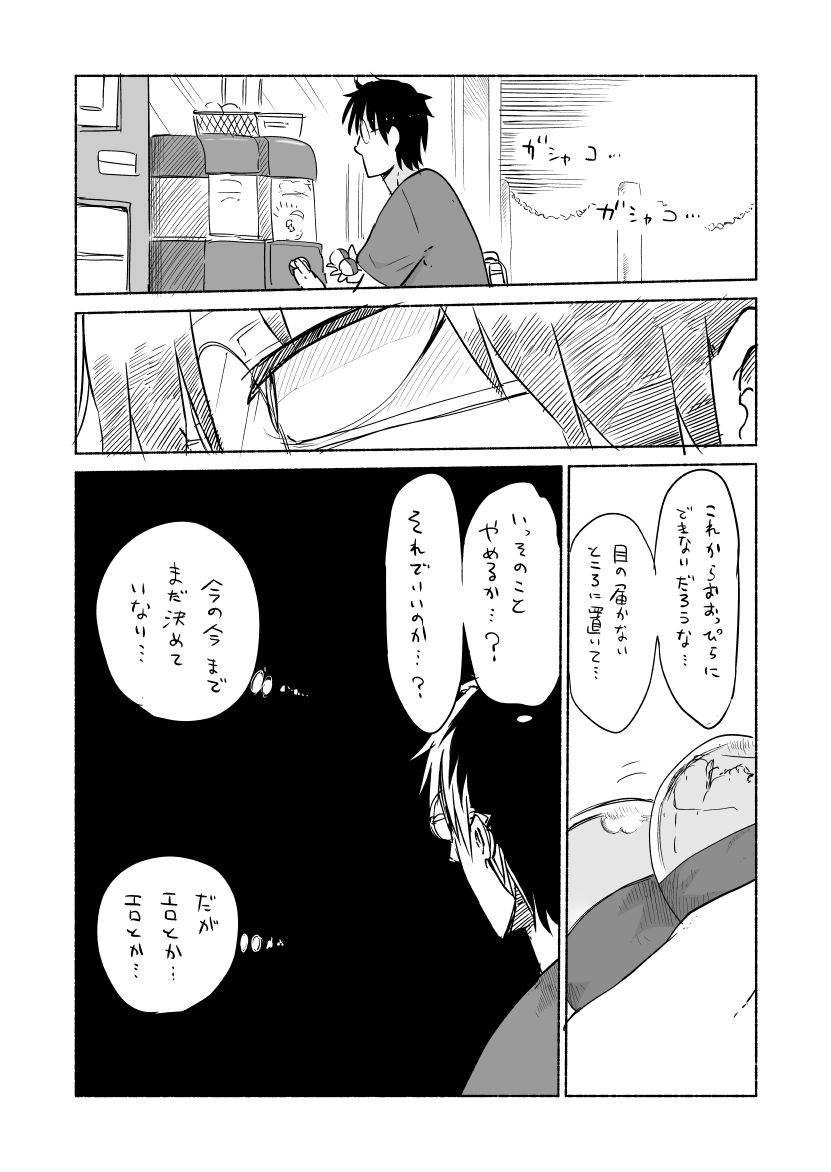 ガシャコ…
ガシャコ…
これからおおっぴらに
できないだろうな…
目の届かない
ところに置いて…
いっそのこと
やめるか…?
それでいいのか…?
今の今まで
まだ決めて
いない…
だが
エロとか…
エロとか…